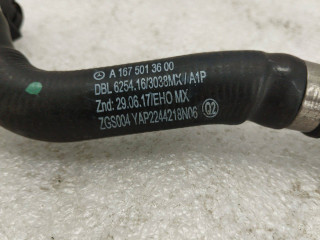 A 167 501 36 00
DBL 6254.16/3038MX/A1P
Znd: 29.06.17/EHO MX
ZGS004 YAP2244218N06 02